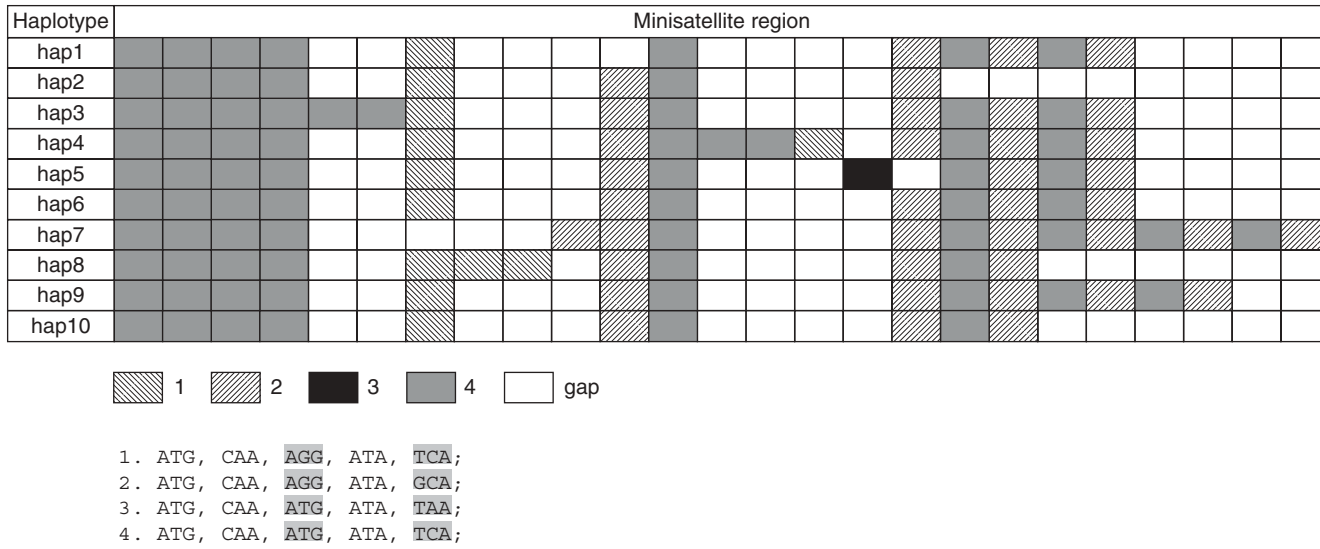 Haplotype Minisatellite region
hap1
hap2
hap3
hap4
hap5
hap6
hap7
hap8
hap9
hap10
1 2 3 4 gap
1. ATG, CAA, AGG, ATA, TCA;
2. ATG, CAA, AGG, ATA, GCA;
3. ATG, CAA, ATG, ATA, TAA;
4. ATG, CAA, ATG, ATA, TCA;